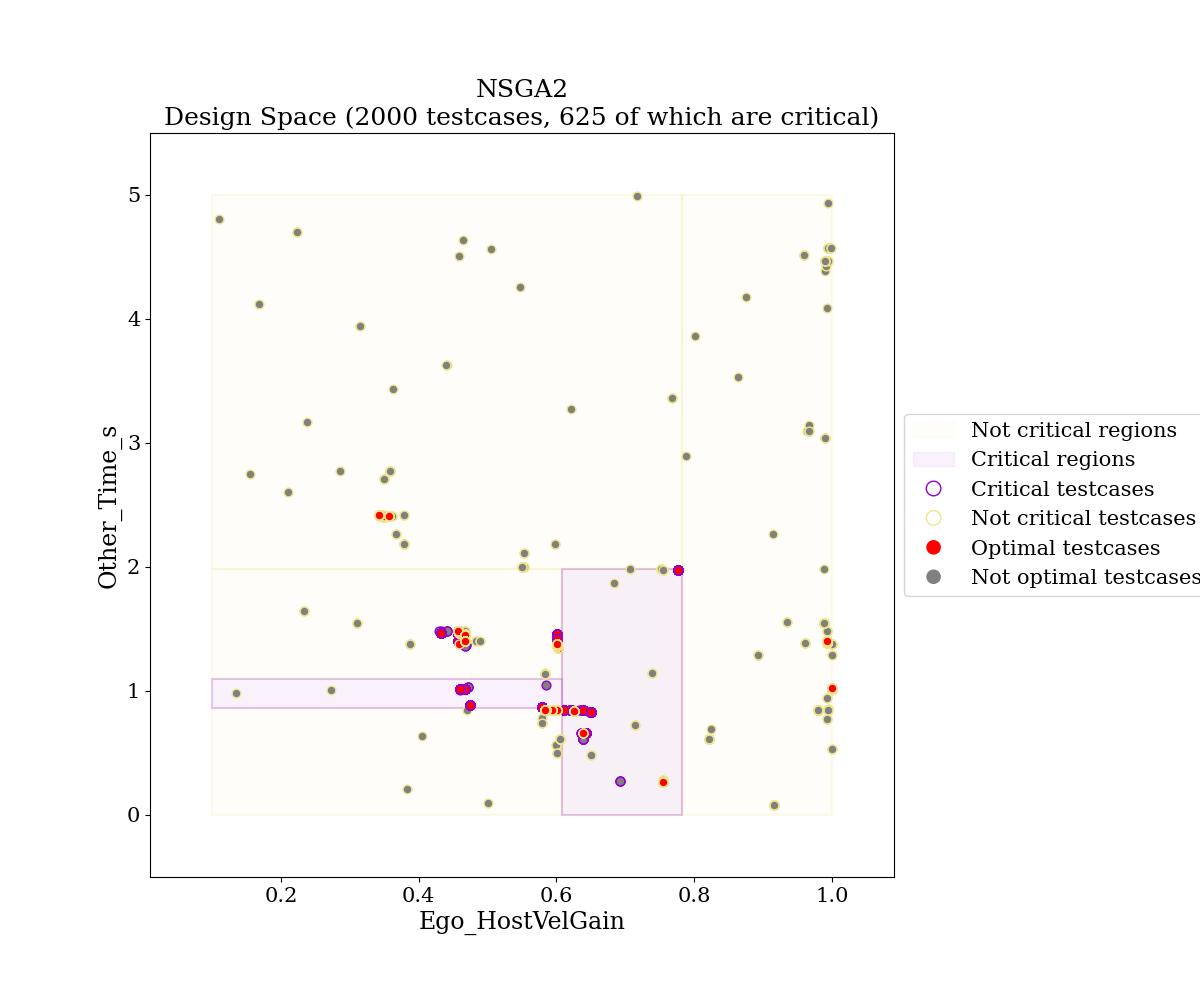 NSGA2
Design Space (2000 testcases, 625 of which are critical)
5
4
3
2
1
0
Other_Time_s
0.2 0.4 0.6 0.8 1.0
Ego_HostVelGain
Not critical regions
Critical regions
Critical testcases
Not critical testcases
Optimal testcases
Not optimal testcases